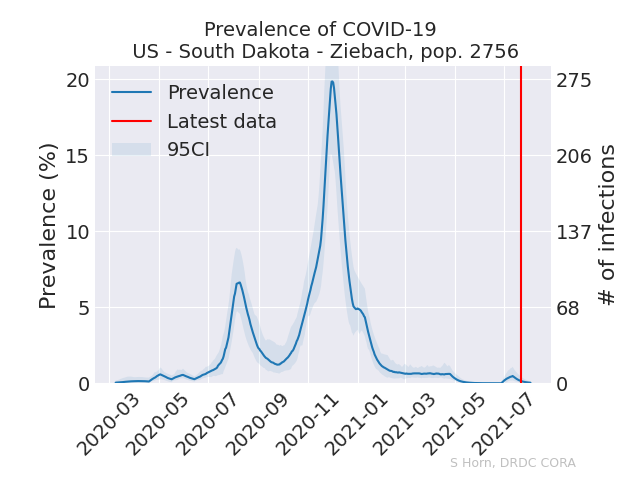 Prevalence of COVID-19
US - South Dakota - Ziebach, pop. 2756
Prevalence
Latest data
95CI
Prevalence (%)
20
15
10
5
0
275
206
137
68
0
# of infections
2020-03
2020-05
2020-07
2020-09
2020-11
2021-01
2021-03
2021-05
2021-07
S Horn, DRDC CORA